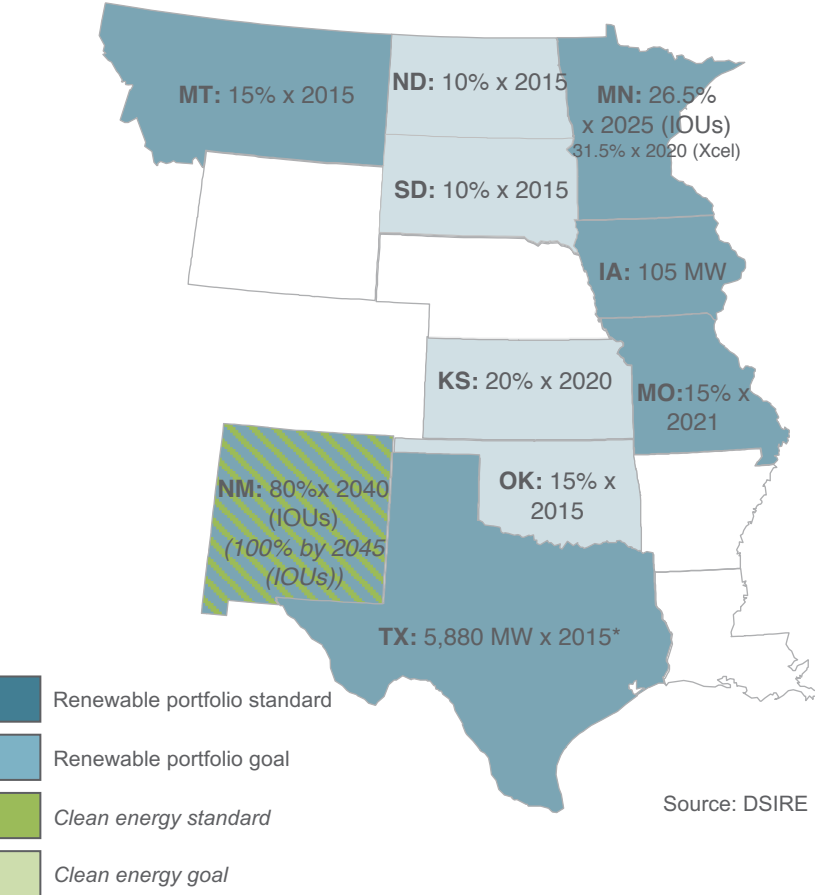 MT: 15% x 2015
ND: 10% x 2015
MN: 26.5%
x 2025 (IOUs)
31.5% x 2020 (Xcel)
SD: 10% x 2015
IA: 105 MW
KS: 20% x 2020
MO:15% x
2021
NM: 80%x 2040
(IOUs)
(100% by 2045
(IOUs))
OK: 15% x
2015
TX: 5,880 MW x 2015*
Renewable portfolio standard
Renewable portfolio goal
Clean energy standard
Clean energy goal
Source: DSIRE